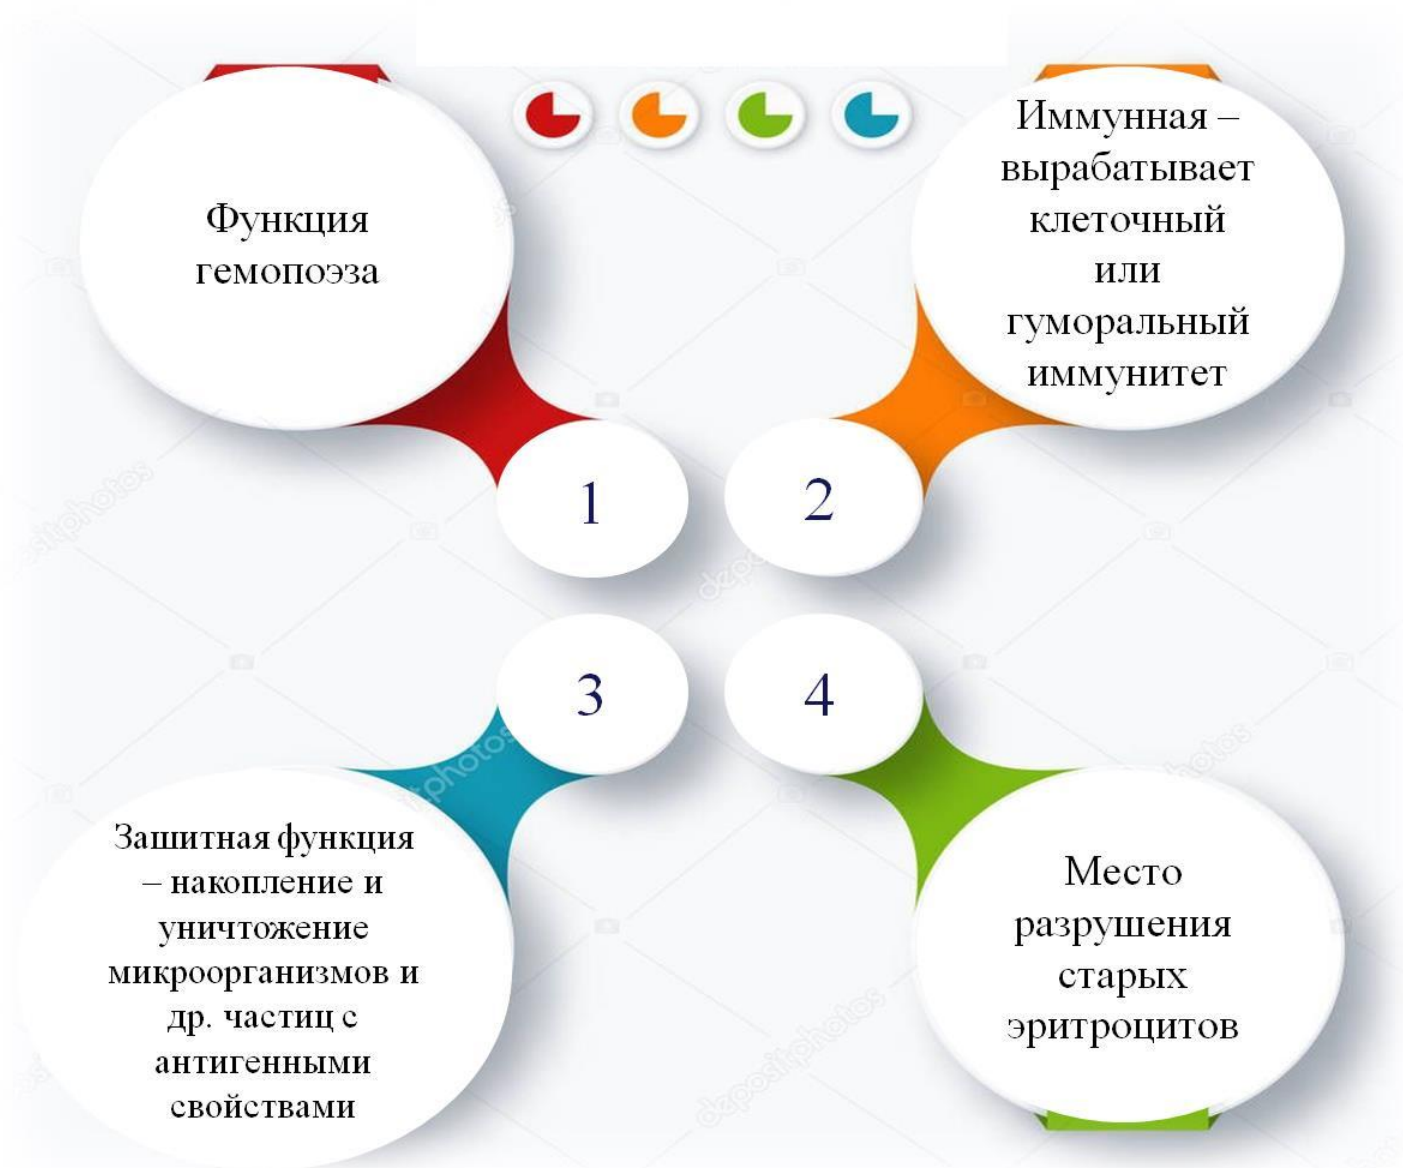 Функция
гемопоэза
1
Иммунная –
вырабатывает
клеточный
или
гуморальный
иммунитет
2
3
Зашитная функция
– накопление и
уничтожение
микроорганизмов и
др. частиц с
антигенными
свойствами
4
Место
разрушения
старых
эритроцитов
depositphotos